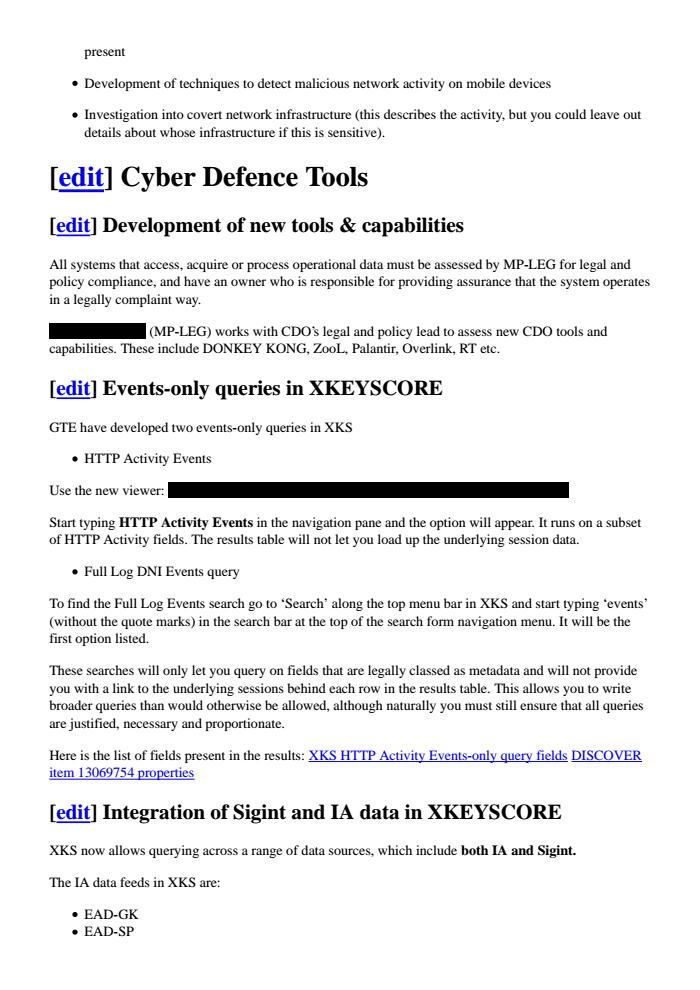 present
• Development of techniques to detect malicious network activity on mobile devices
• Investigation into covert network infrastructure (this describes the activity, but you could leave out
details about whose infrastructure if this is sensitive).
[edit] Cyber Defence Tools
[edit] Development of new tools & capabilities
All systems that access, acquire or process operational data must be assessed by MP-LEG for legal and
policy compliance, and have an owner who is responsible for providing assurance that the system operates
in a legally complaint way.
(MP-LEG) works with CDO’s legal and policy lead to assess new CDO tools and
capabilities. These include DONKEY KONG, ZooL, Palantir, Overlink, RT etc.
[edit] Events-only queries in XKEYSCORE
GTE have developed two events-only queries in XKS
• HTTP Activity Events
Use the new viewer:
Start typing HTTP Activity Events in the navigation pane and the option will appear. It runs on a subset
of HTTP Activity fields. The results table will not let you load up the underlying session data.
• Full Log DNI Events query
To find the Full Log Events search go to ‘Search’ along the top menu bar in XKS and start typing ‘events’
(without the quote marks) in the search bar at the top of the search form navigation menu. It will be the
first option listed.
These searches will only let you query on fields that are legally classed as metadata and will not provide
you with a link to the underlying sessions behind each row in the results table. This allows you to write
broader queries than would otherwise be allowed, although naturally you must still ensure that all queries
are justified, necessary and proportionate.
Here is the list of fields present in the results: XKS HTTP Activity Events-only query fields DISCOVER
item 13069754 properties
[edit] Integration of Sigint and IA data in XKEYSCORE
XKS now allows querying across a range of data sources, which include both IA and Sigint.
The IA data feeds in XKS are:
• EAD-GK
• EAD-SP